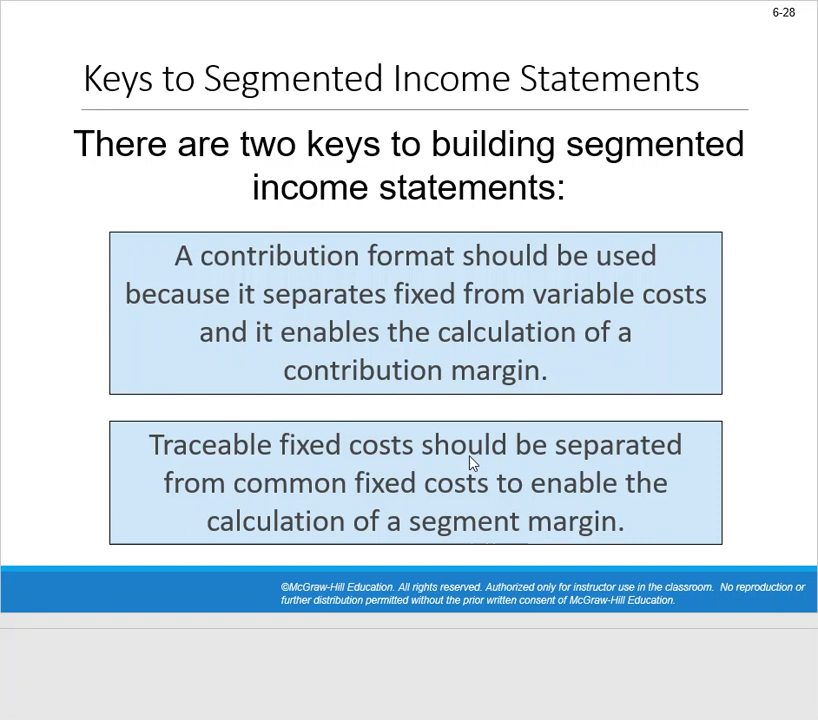 6-28
Keys to Segmented Income Statements
There are two keys to building segmented
income statements:
A contribution format should be used
because it separates fixed from variable costs
and it enables the calculation of a
contribution margin.
Traceable fixed costs should be separated
from common fixed costs to enable the
calculation of a segment margin.
©McGraw-Hill Education. All rights reserved. Authorized only for instructor use in the classroom. No reproduction or
further distribution permitted without the prior written consent of McGraw-Hill Education.